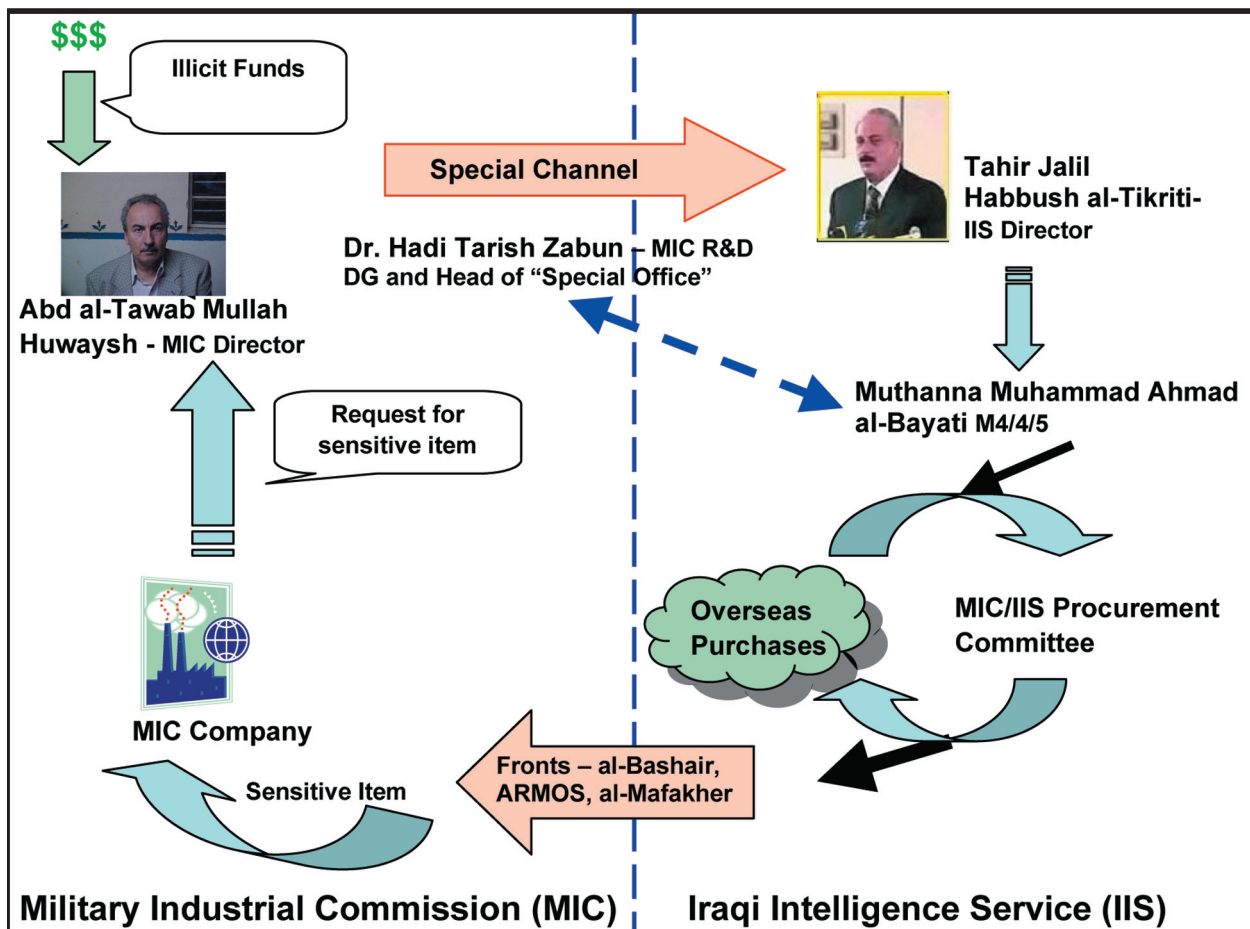 $$$
Illicit Funds
Abd al-Tawab Mullah
Huwaysh - MIC Director
Request for
sensitive item
MIC Company
Sensitive Item
Special Channel
Dr. Hadi Tarish Zabun – MIC R&D
DG and Head of “Special Office”
Tahir Jalil
Habbush al-Tikriti-
IIS Director
Muthanna Muhammad Ahmad
al-Bayati M4/4/5
Overseas
Purchases
MIC/IIS Procurement
Committee
Fronts – al-Bashair,
ARMOS, al-Mafakher
Military Industrial Commission (MIC)
Iraqi Intelligence Service (IIS)